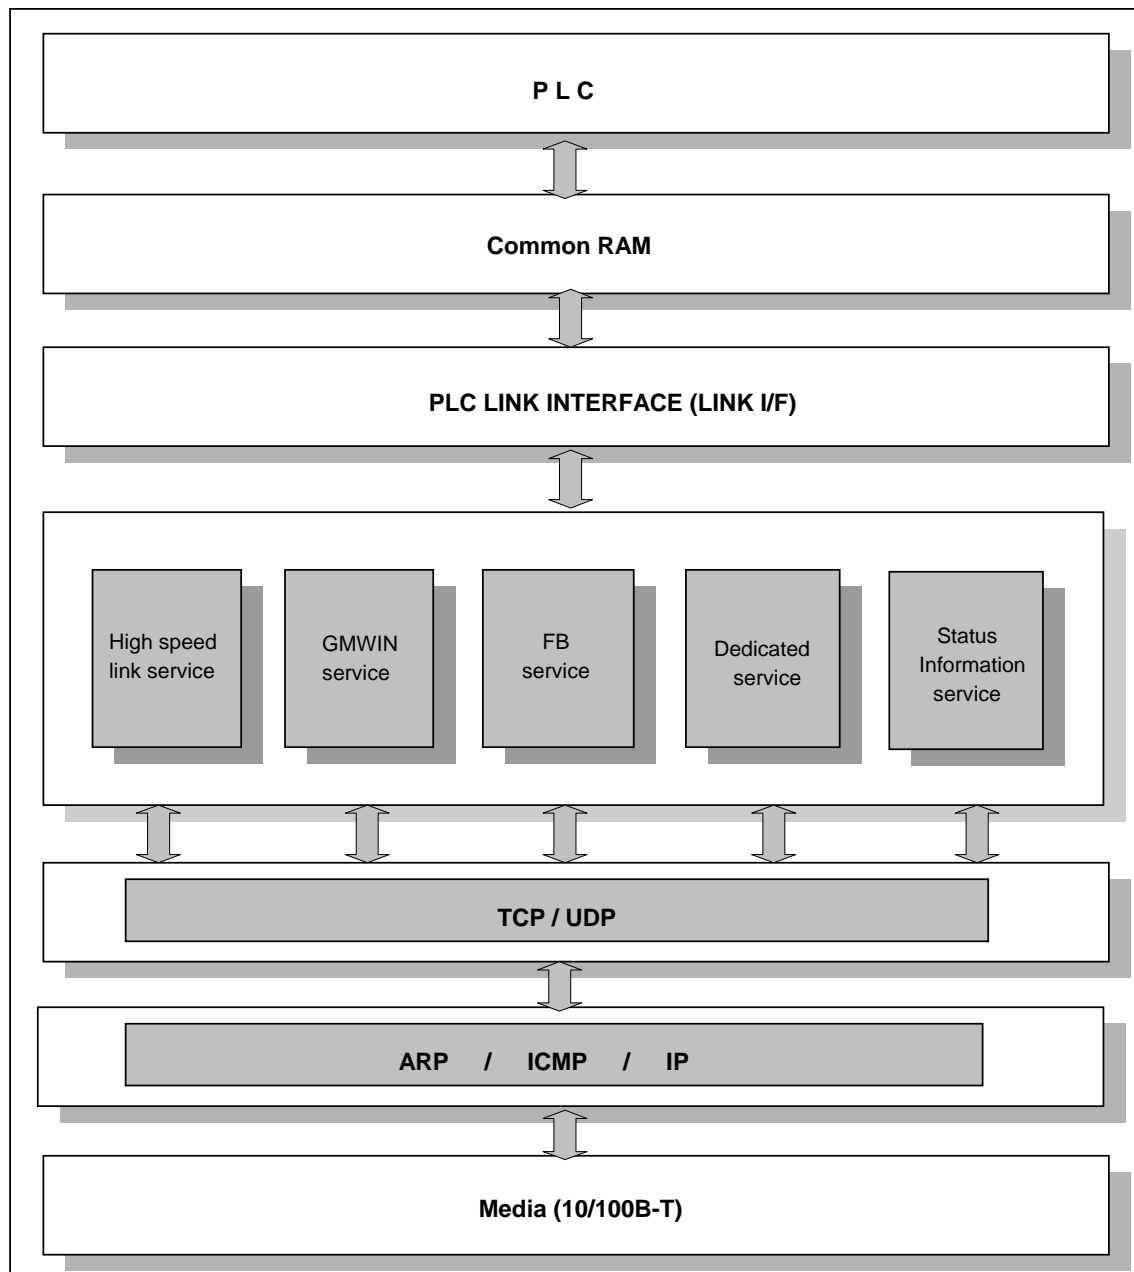 P L C
Common RAM
PLC LINK INTERFACE (LINK I/F)
High speed
link service
GMWIN
service
FB
service
Dedicated
service
Status
Information
service
TCP / UDP
ARP / ICMP / IP
Media (10/100B-T)